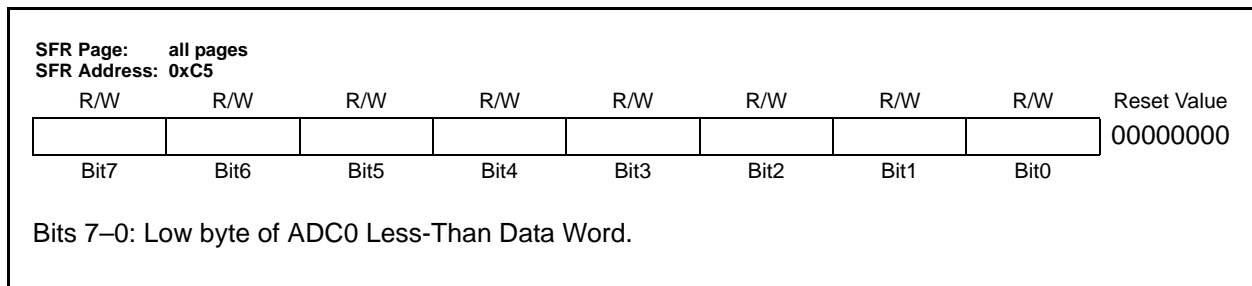 SFR Page: all pages
SFR Address: 0xC5
R/W R/W R/W R/W R/W R/W R/W R/W Reset Value
00000000
Bit7 Bit6 Bit5 Bit4 Bit3 Bit2 Bit1 Bit0
Bits 7–0: Low byte of ADC0 Less-Than Data Word.